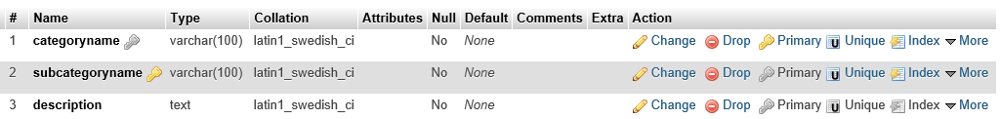 # Name Type Collation Attributes Null Default Comments Extra Action
1 categoryname varchar(100) latin1_swedish_ci No None Change Drop Primary Unique Index More
2 subcategoryname varchar(100) latin1_swedish_ci No None Change Drop Primary Unique Index More
3 description text latin1_swedish_ci No None Change Drop Primary Unique Index More